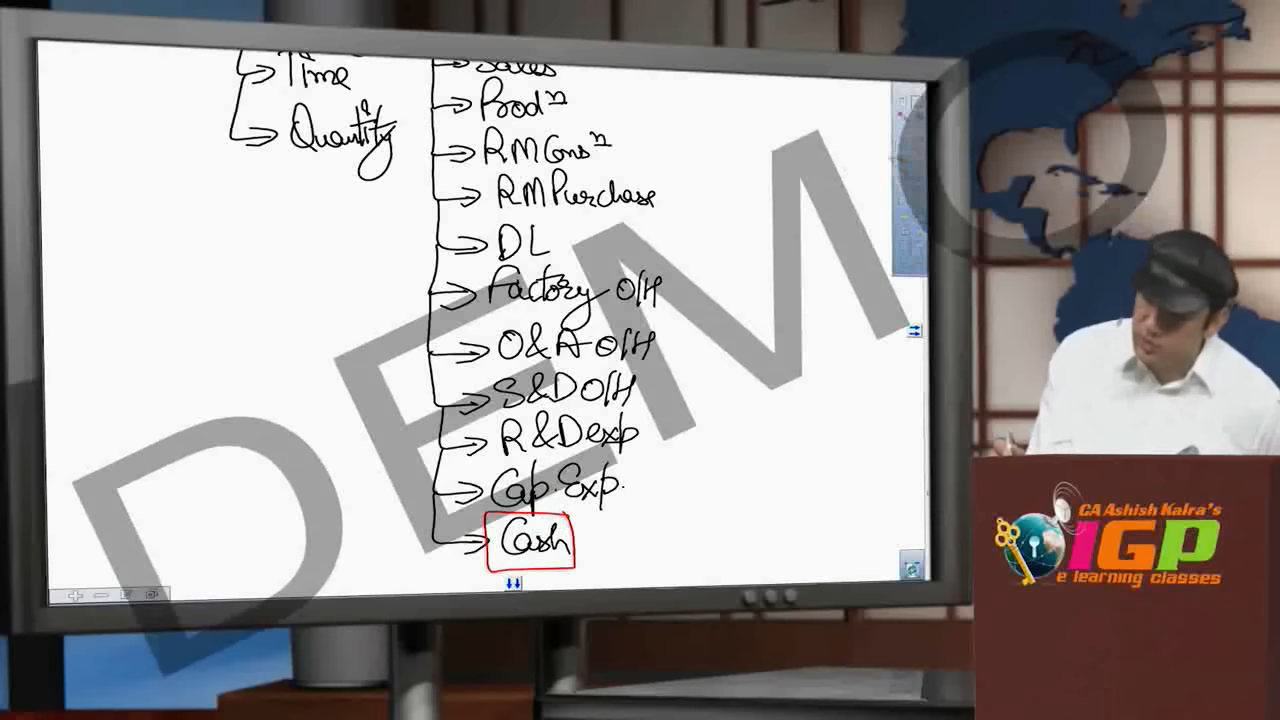 Time
Quantity
Sales
Prodⁿ
RM Consⁿ
RM Purchase
DL
Factory O/H
O&A O/H
S&D O/H
R&D exp
Cap. Exp.
Cash
DEMO
CA Ashish Kalra's
IGP
e learning classes